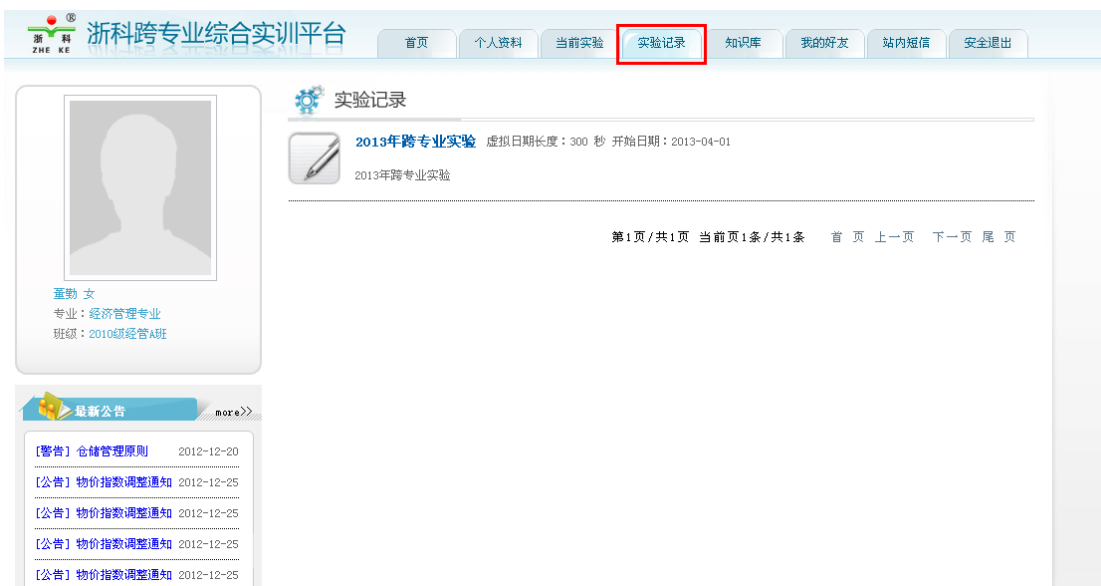 ®
浙 科
ZHE KE
浙科跨专业综合实训平台
首页 个人资料 当前实验 实验记录 知识库 我的好友 站内短信 安全退出
实验记录
2013年跨专业实验 虚拟日期长度：300 秒 开始日期：2013-04-01
2013年跨专业实验
第1页/共1页 当前页1条/共1条 首 页 上一页 下一页 尾 页
董勤 女
专业：经济管理专业
班级：2010级经管A班
最新公告 more>>
[警告] 仓储管理原则 2012-12-20
[公告] 物价指数调整通知 2012-12-25
[公告] 物价指数调整通知 2012-12-25
[公告] 物价指数调整通知 2012-12-25
[公告] 物价指数调整通知 2012-12-25